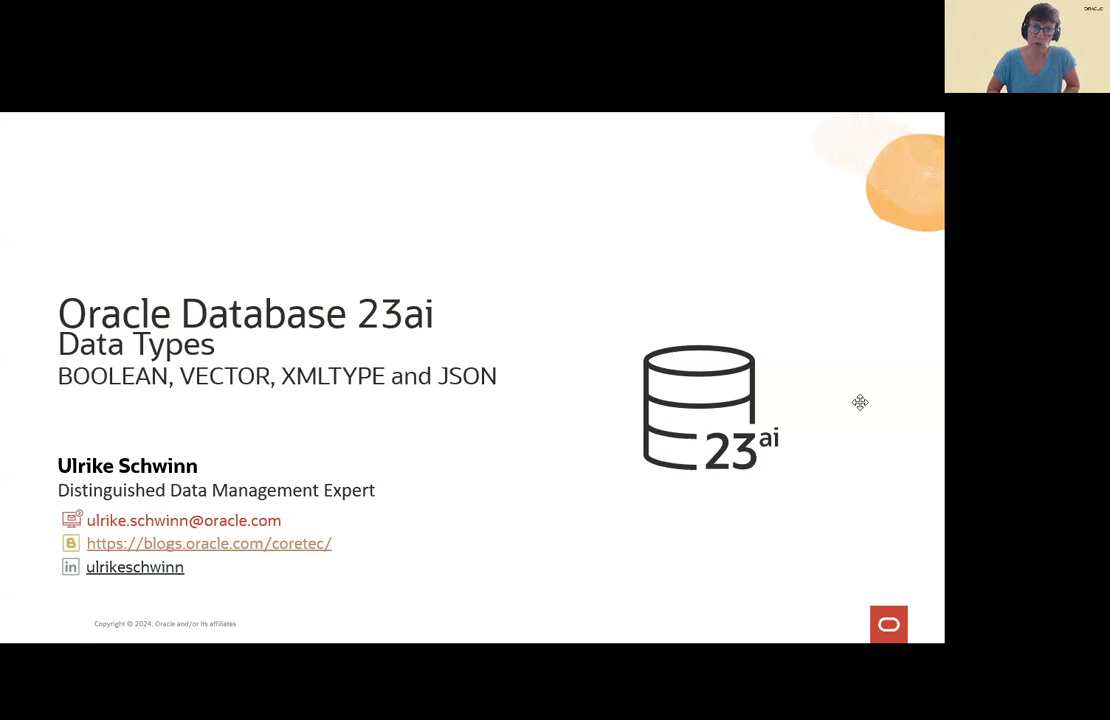 ORACLE
Oracle Database 23ai
Data Types
BOOLEAN, VECTOR, XMLTYPE and JSON
23ai
Ulrike Schwinn
Distinguished Data Management Expert
ulrike.schwinn@oracle.com
https://blogs.oracle.com/coretec/
ulrikeschwinn
Copyright © 2024, Oracle and/or its affiliates